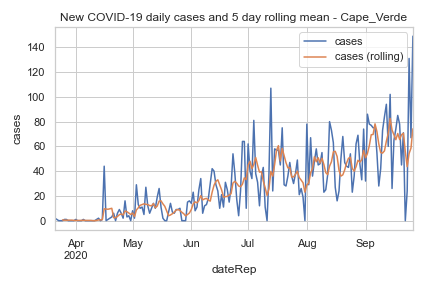 New COVID-19 daily cases and 5 day rolling mean - Cape_Verde
cases
cases (rolling)
140
120
100
80
60
40
20
0
cases
Apr May Jun Jul Aug Sep
2020
dateRep